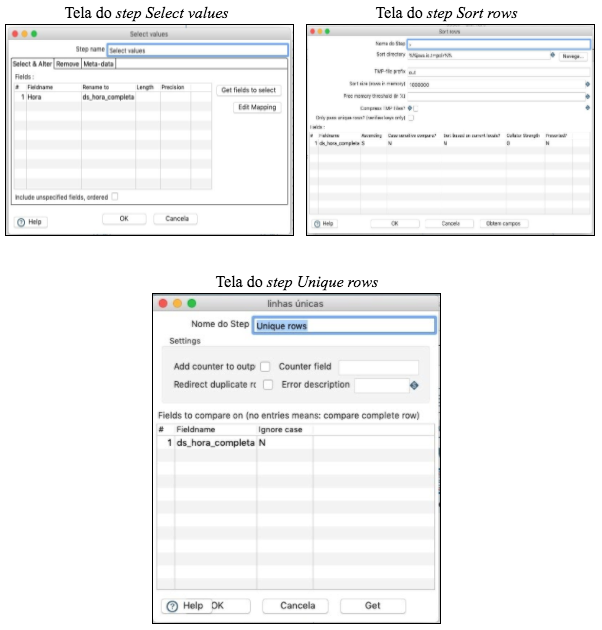 Tela do step Select values
Select values
Step name Select values
Select & Alter Remove Meta-data
Fields :
# Fieldname Rename to Length Precision
1 Hora ds_hora_completa
Get fields to select
Edit Mapping
Include unspecified fields, ordered
Help OK Cancela
Tela do step Sort rows
Sort rows
Nome do Step
Sort directory
TMP-file prefix out
Sort size (rows in memory) 1000000
Free memory threshold (in %)
Compress TMP Files?
Only pass unique rows? (verifies keys only)
Fields :
# Fieldname Ascending Case sensitive compare? Sort based on current locale? Collator Strength Presorted?
1 ds_hora_completa S N N 0 N
Help OK Cancela Obtem campos
Tela do step Unique rows
linhas únicas
Nome do Step Unique rows
Settings
Add counter to outp Counter field
Redirect duplicate rc Error description
Fields to compare on (no entries means: compare complete row)
# Fieldname Ignore case
1 ds_hora_completa N
Help OK Cancela Get